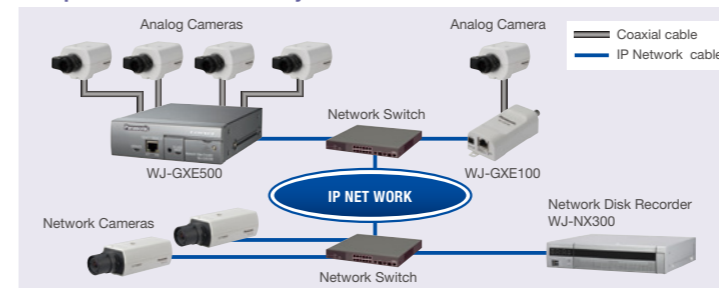 Analog Cameras
Analog Camera
Coaxial cable
IP Network cable
Network Switch
WJ-GXE500
WJ-GXE100
IP NET WORK
Network Cameras
Network Disk Recorder
WJ-NX300
Network Switch